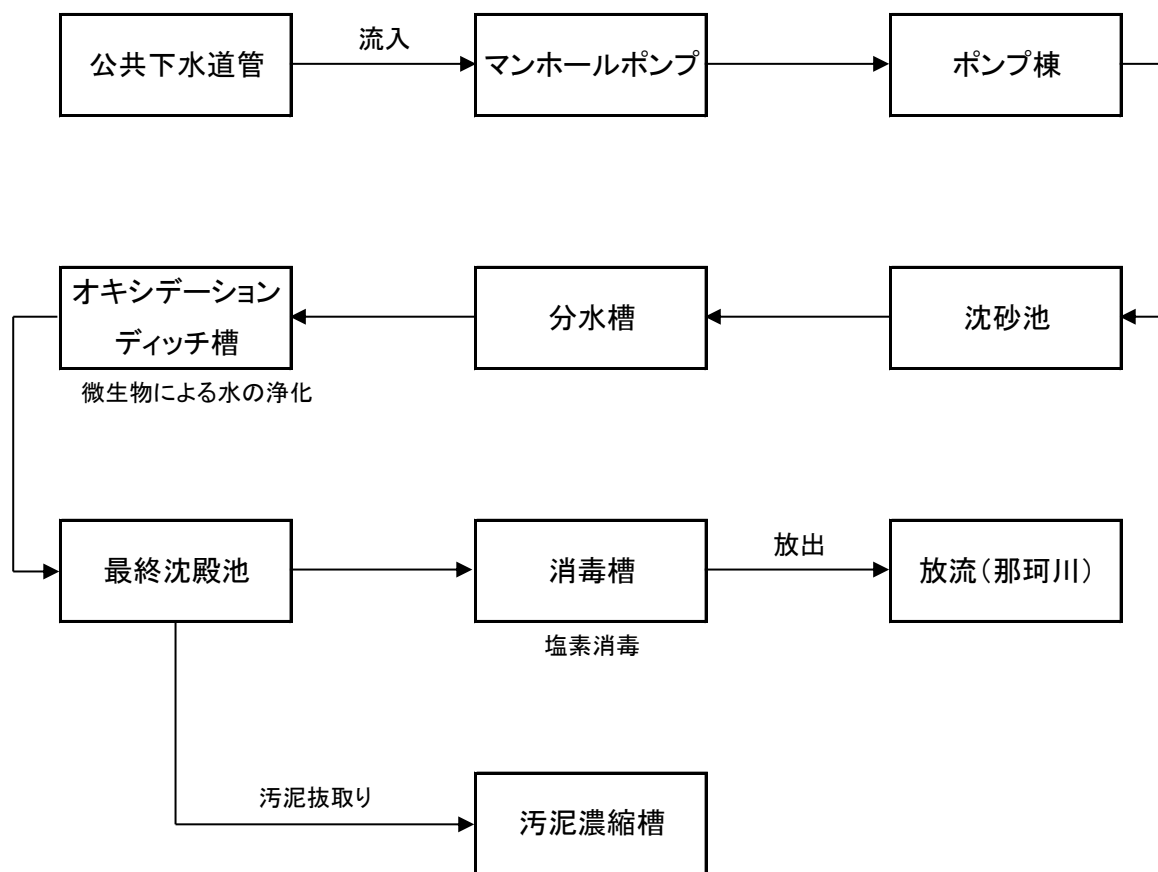 公共下水道管
流入
マンホールポンプ
ポンプ棟
オキシデーション
ディッチ槽
微生物による水の浄化
分水槽
沈砂池
最終沈殿池
消毒槽
塩素消毒
放出
放流(那珂川)
汚泥抜取り
汚泥濃縮槽